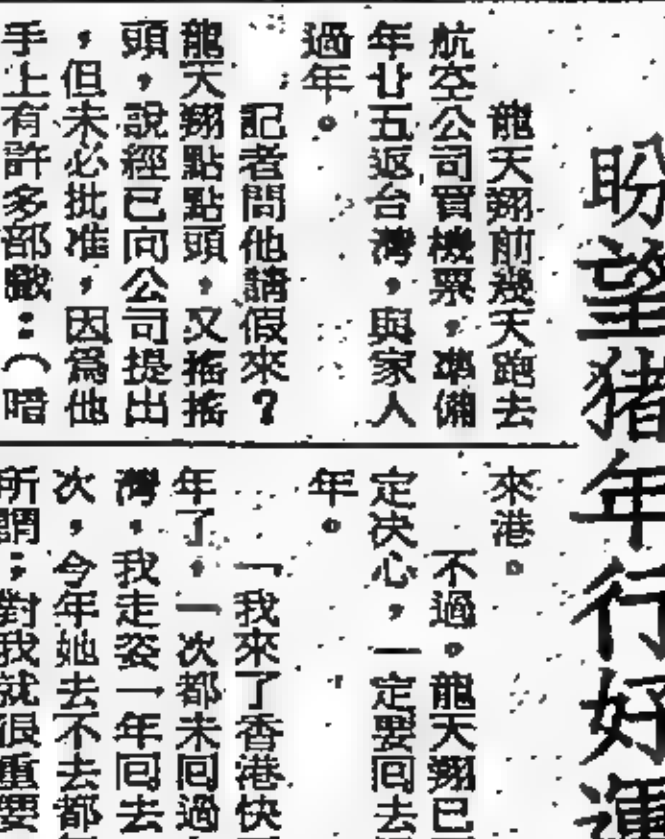 盼望猪年行好運
龍天翔前幾天跑去
航空公司買機票，準備
年廿五返台灣，與家人
過年。
記者問他請假來？
龍天翔點點頭，又搖搖
頭，說經已向公司提出
，但未必批准，因爲他
手上有許多部戲：（唔
來港。
不過。龍天翔已
定决心，一定要囘去
年。
「我來了香港快
年了，一次都未囘過
灣，我走姿一年囘去
次，今年她去不去都
所謂；對我就很重要